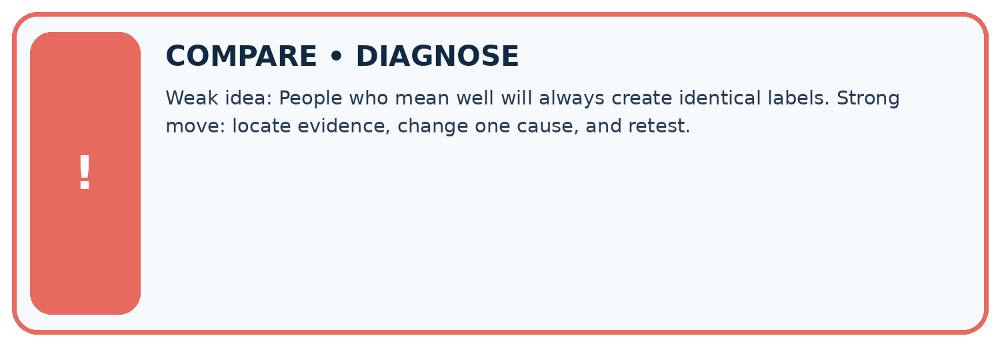 COMPARE • DIAGNOSE
Weak idea: People who mean well will always create identical labels. Strong
move: locate evidence, change one cause, and retest.
!